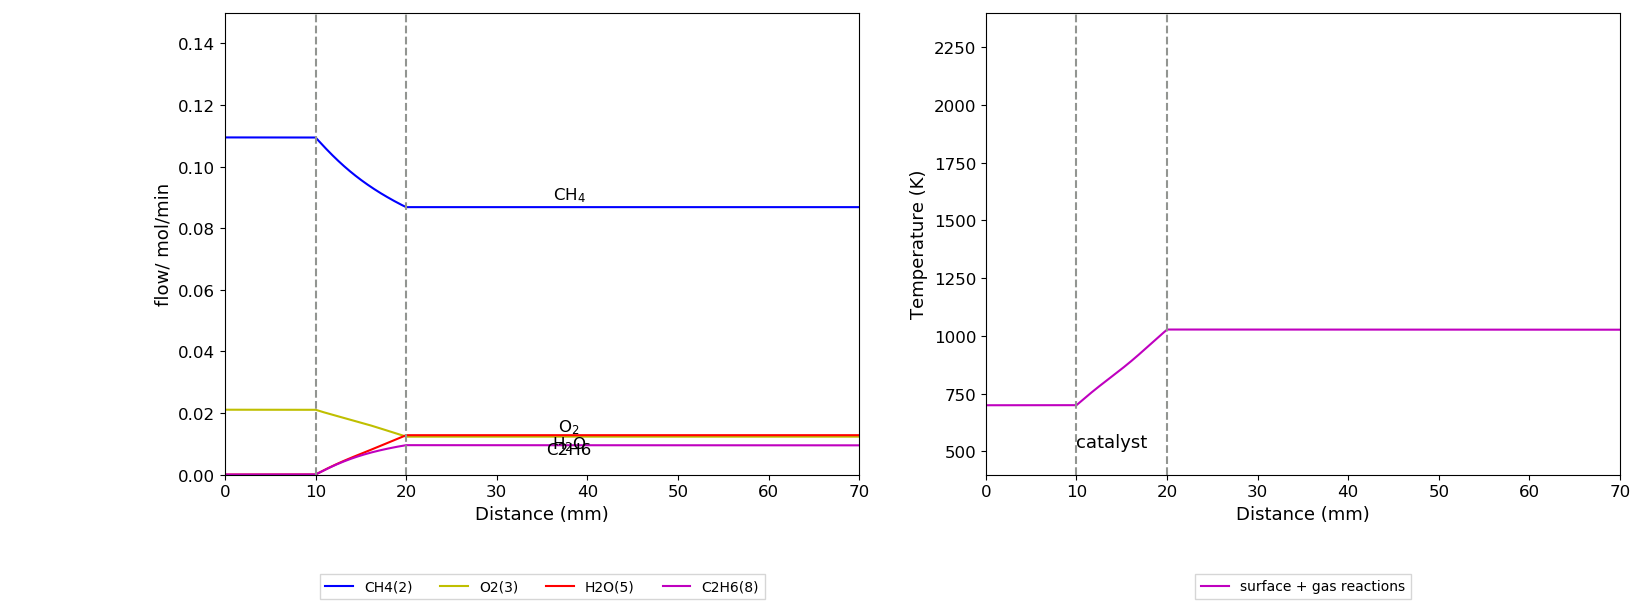 flow/ mol/min
0.14
0.12
0.10
0.08
0.06
0.04
0.02
0.00
CH4
O2
H2O
C2H6
0 10 20 30 40 50 60 70
Distance (mm)
CH4(2) O2(3) H2O(5) C2H6(8)
Temperature (K)
2250
2000
1750
1500
1250
1000
750
500
catalyst
0 10 20 30 40 50 60 70
Distance (mm)
surface + gas reactions